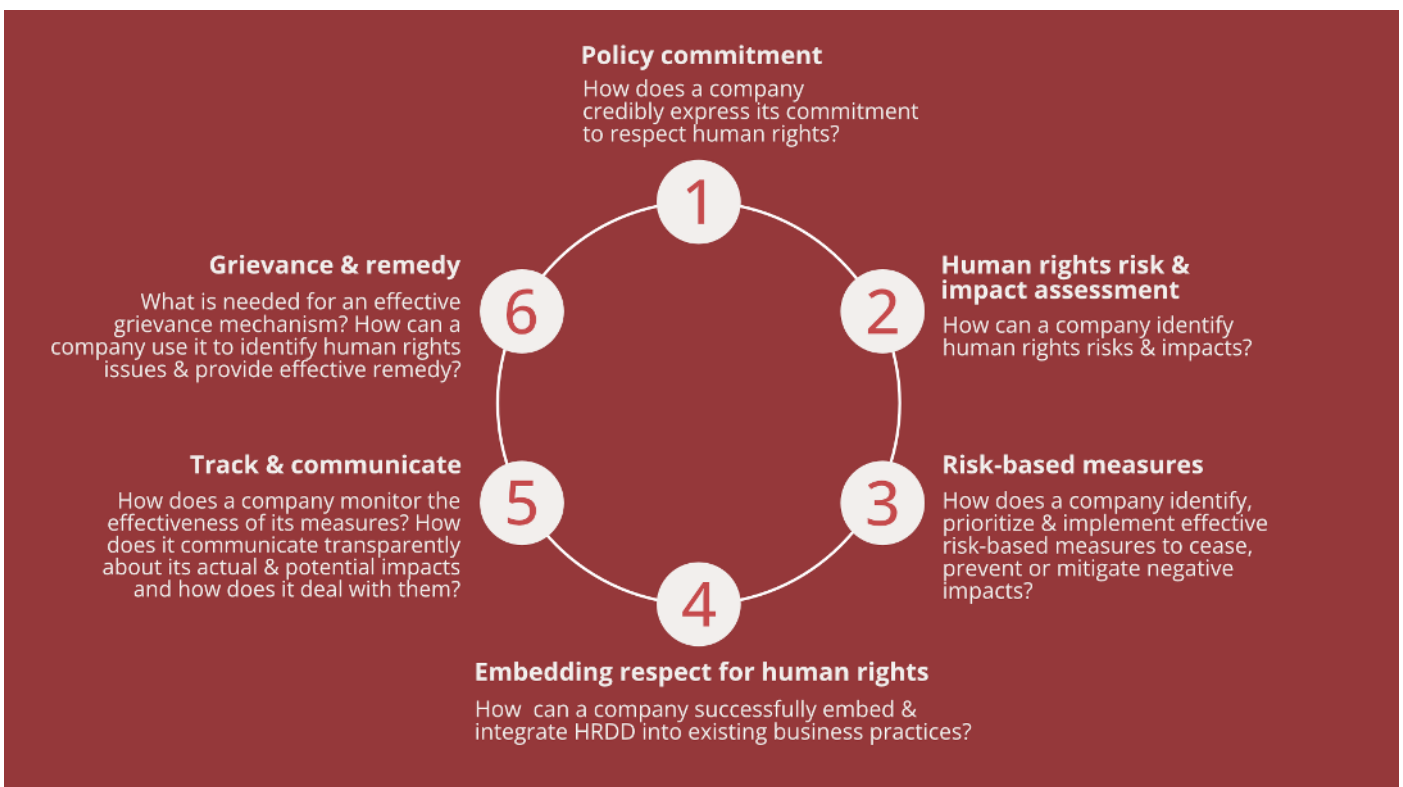 Policy commitment
How does a company
credibly express its commitment
to respect human rights?
1
Human rights risk &
impact assessment
How can a company identify
human rights risks & impacts?
2
Risk-based measures
How does a company identify,
prioritize & implement effective
risk-based measures to cease,
prevent or mitigate negative
impacts?
3
4
Embedding respect for human rights
How  can a company successfully embed &
integrate HRDD into existing business practices?
Track & communicate
How does a company monitor the
effectiveness of its measures? How
does it communicate transparently
about its actual & potential impacts
and how does it deal with them?
5
Grievance & remedy
What is needed for an effective
grievance mechanism? How can a
company use it to identify human rights
issues & provide effective remedy?
6